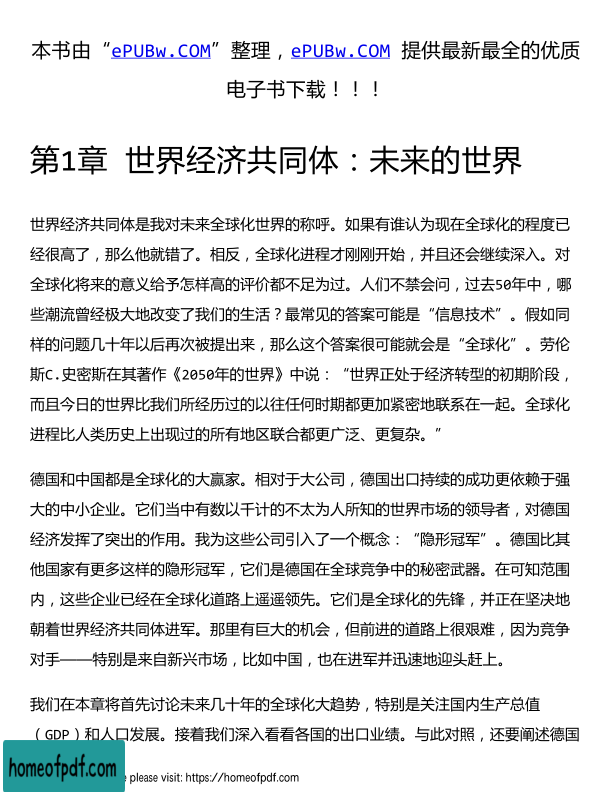 本书由“ePUBw.COM”整理，ePUBw.COM 提供最新最全的优质
电子书下载！！！
第1章 世界经济共同体：未来的世界
世界经济共同体是我对未来全球化世界的称呼。如果有谁认为现在全球化的程度已
经很高了，那么他就错了。相反，全球化进程才刚刚开始，并且还会继续深入。对
全球化将来的意义给予怎样高的评价都不足为过。人们不禁会问，过去50年中，哪
些潮流曾经极大地改变了我们的生活？最常见的答案可能是“信息技术”。假如同
样的问题几十年以后再次被提出来，那么这个答案很可能就会是“全球化”。劳伦
斯C.史密斯在其著作《2050年的世界》中说：“世界正处于经济转型的初期阶段，
而且今日的世界比我们所经历过的以往任何时期都更加紧密地联系在一起。全球化
进程比人类历史上出现过的所有地区联合都更广泛、更复杂。”
德国和中国都是全球化的大赢家。相对于大公司，德国出口持续的成功更依赖于强
大的中小企业。它们当中有数以千计的不太为人所知的世界市场的领导者，对德国
经济发挥了突出的作用。我为这些公司引入了一个概念：“隐形冠军”。德国比其
他国家有更多这样的隐形冠军，它们是德国在全球竞争中的秘密武器。在可知范围
内，这些企业已经在全球化道路上遥遥领先。它们是全球化的先锋，并正在坚决地
朝着世界经济共同体进军。那里有巨大的机会，但前进的道路上很艰难，因为竞争
对手——特别是来自新兴市场，比如中国，也在进军并迅速地迎头赶上。
我们在本章将首先讨论未来几十年的全球化大趋势，特别是关注国内生产总值
（GDP）和人口发展。接着我们深入看看各国的出口业绩。与此对照，还要阐述德国
homeofpdf.com
please visit: https://homeofpdf.com